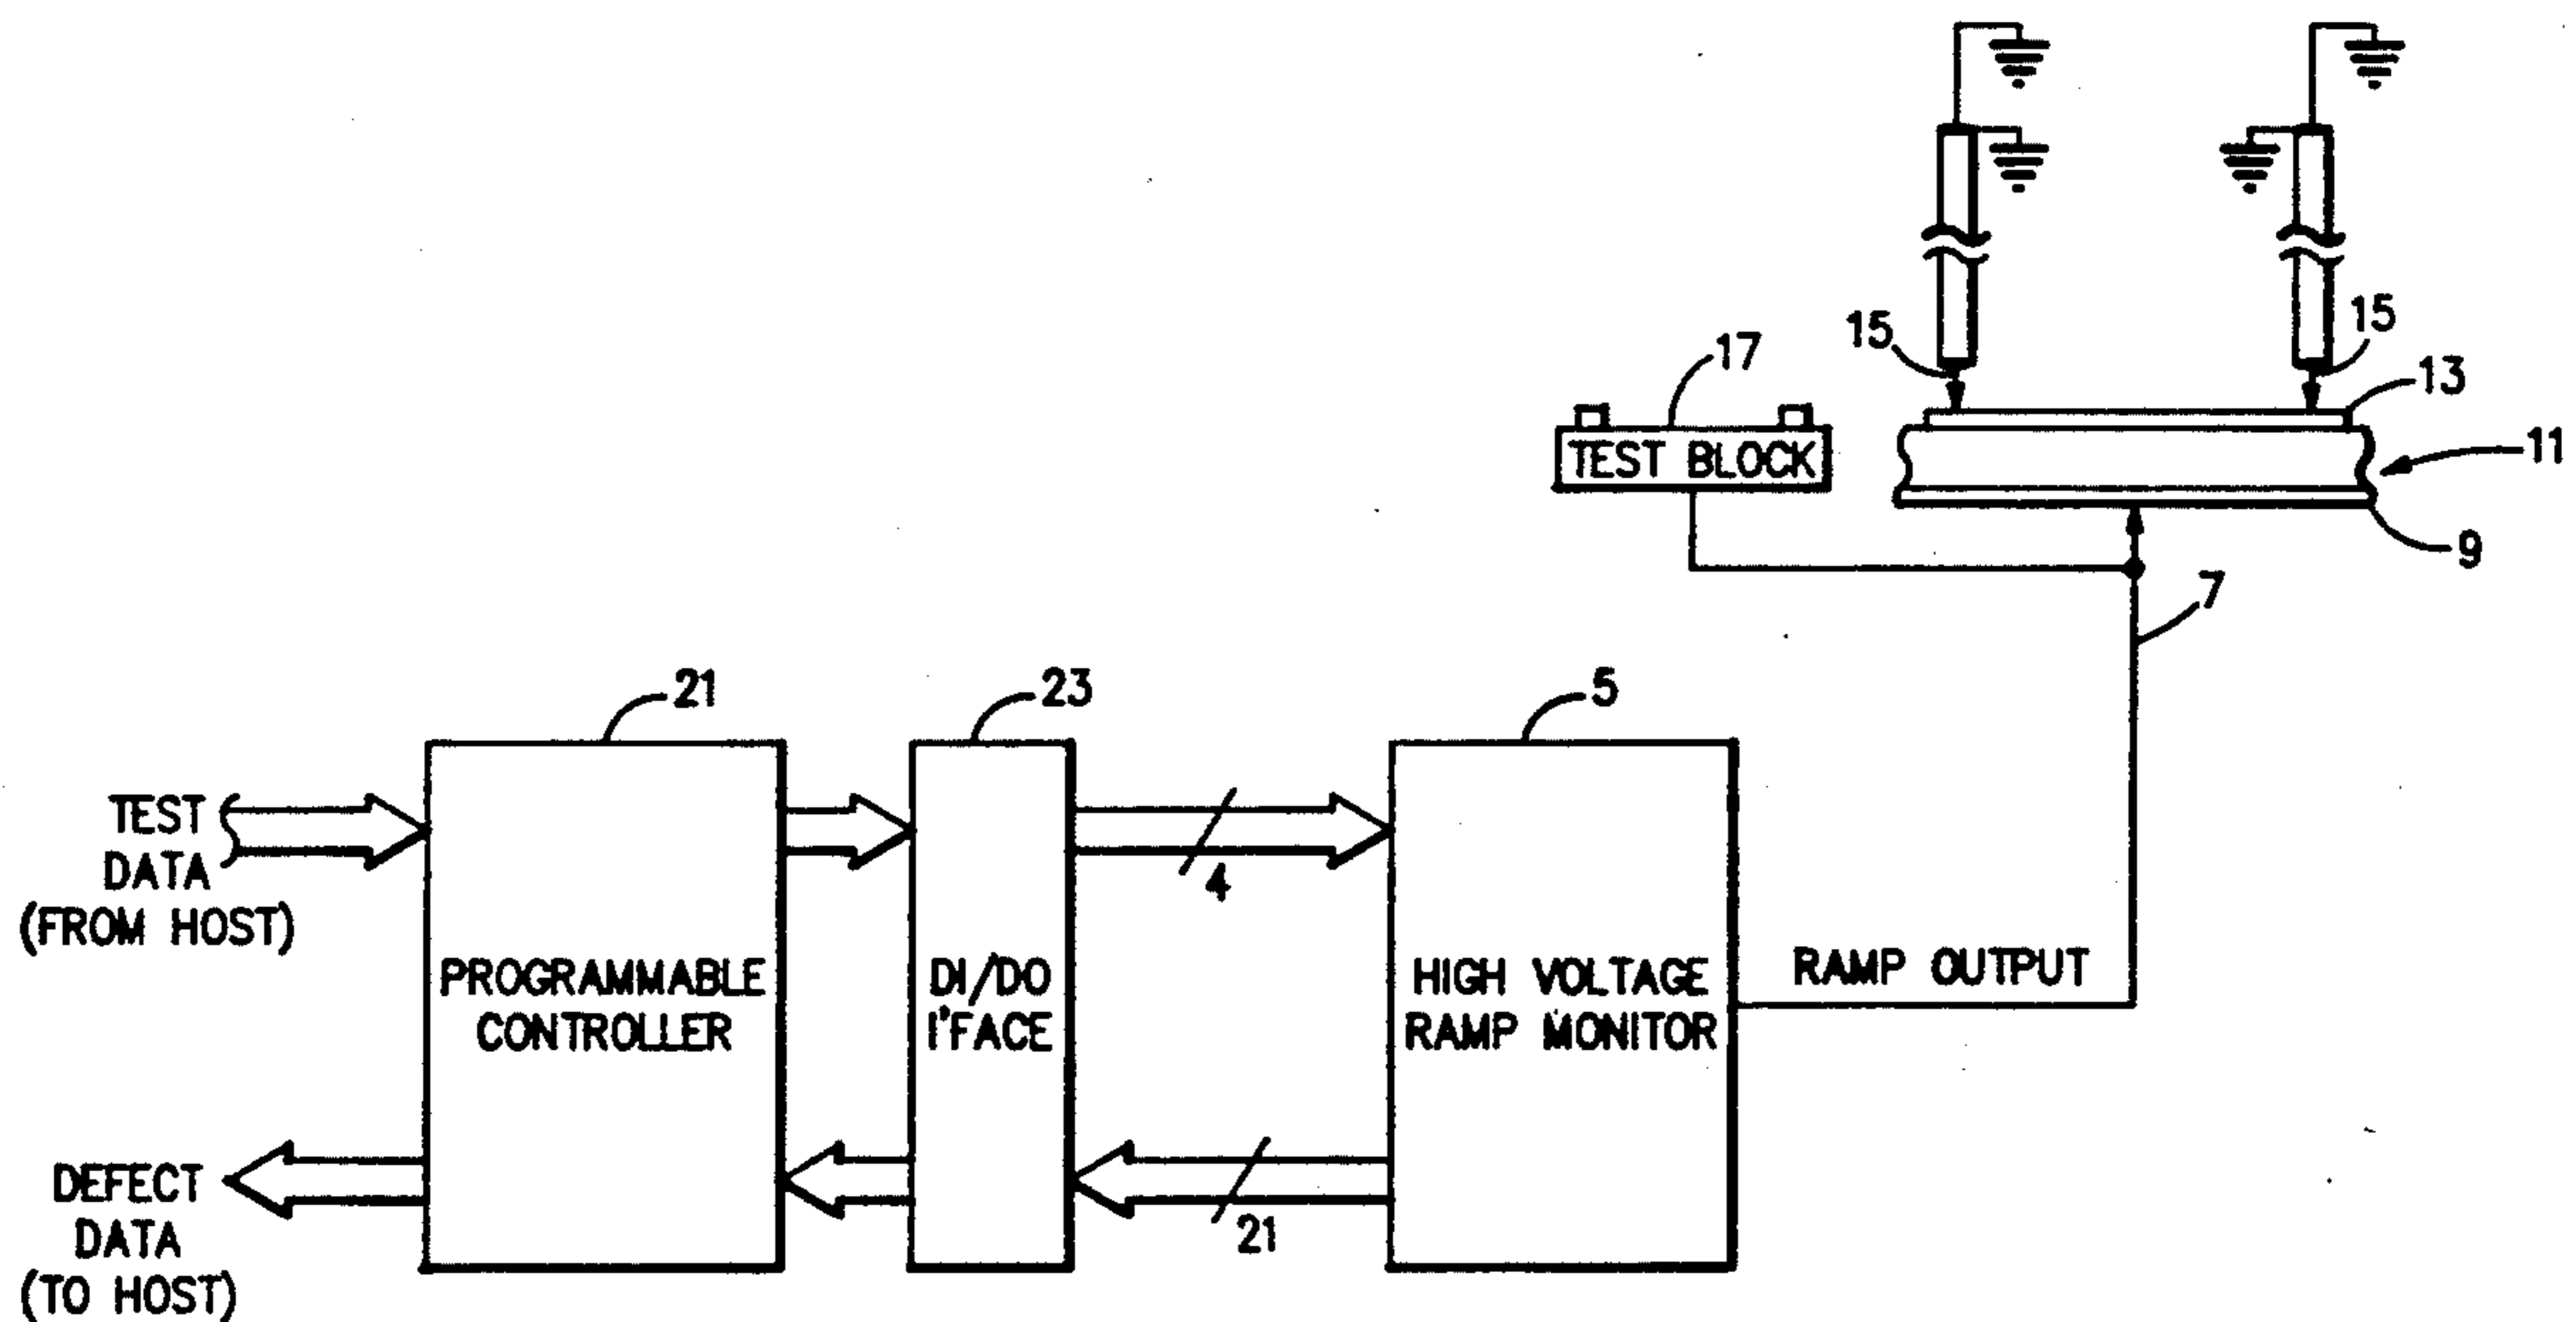 15
15
17
13
TEST BLOCK
11
9
7
21
23
5
TEST
DATA
(FROM HOST)
4
PROGRAMMABLE
CONTROLLER
DI/DO
I'FACE
HIGH VOLTAGE
RAMP MONITOR
RAMP OUTPUT
DEFECT
DATA
(TO HOST)
21